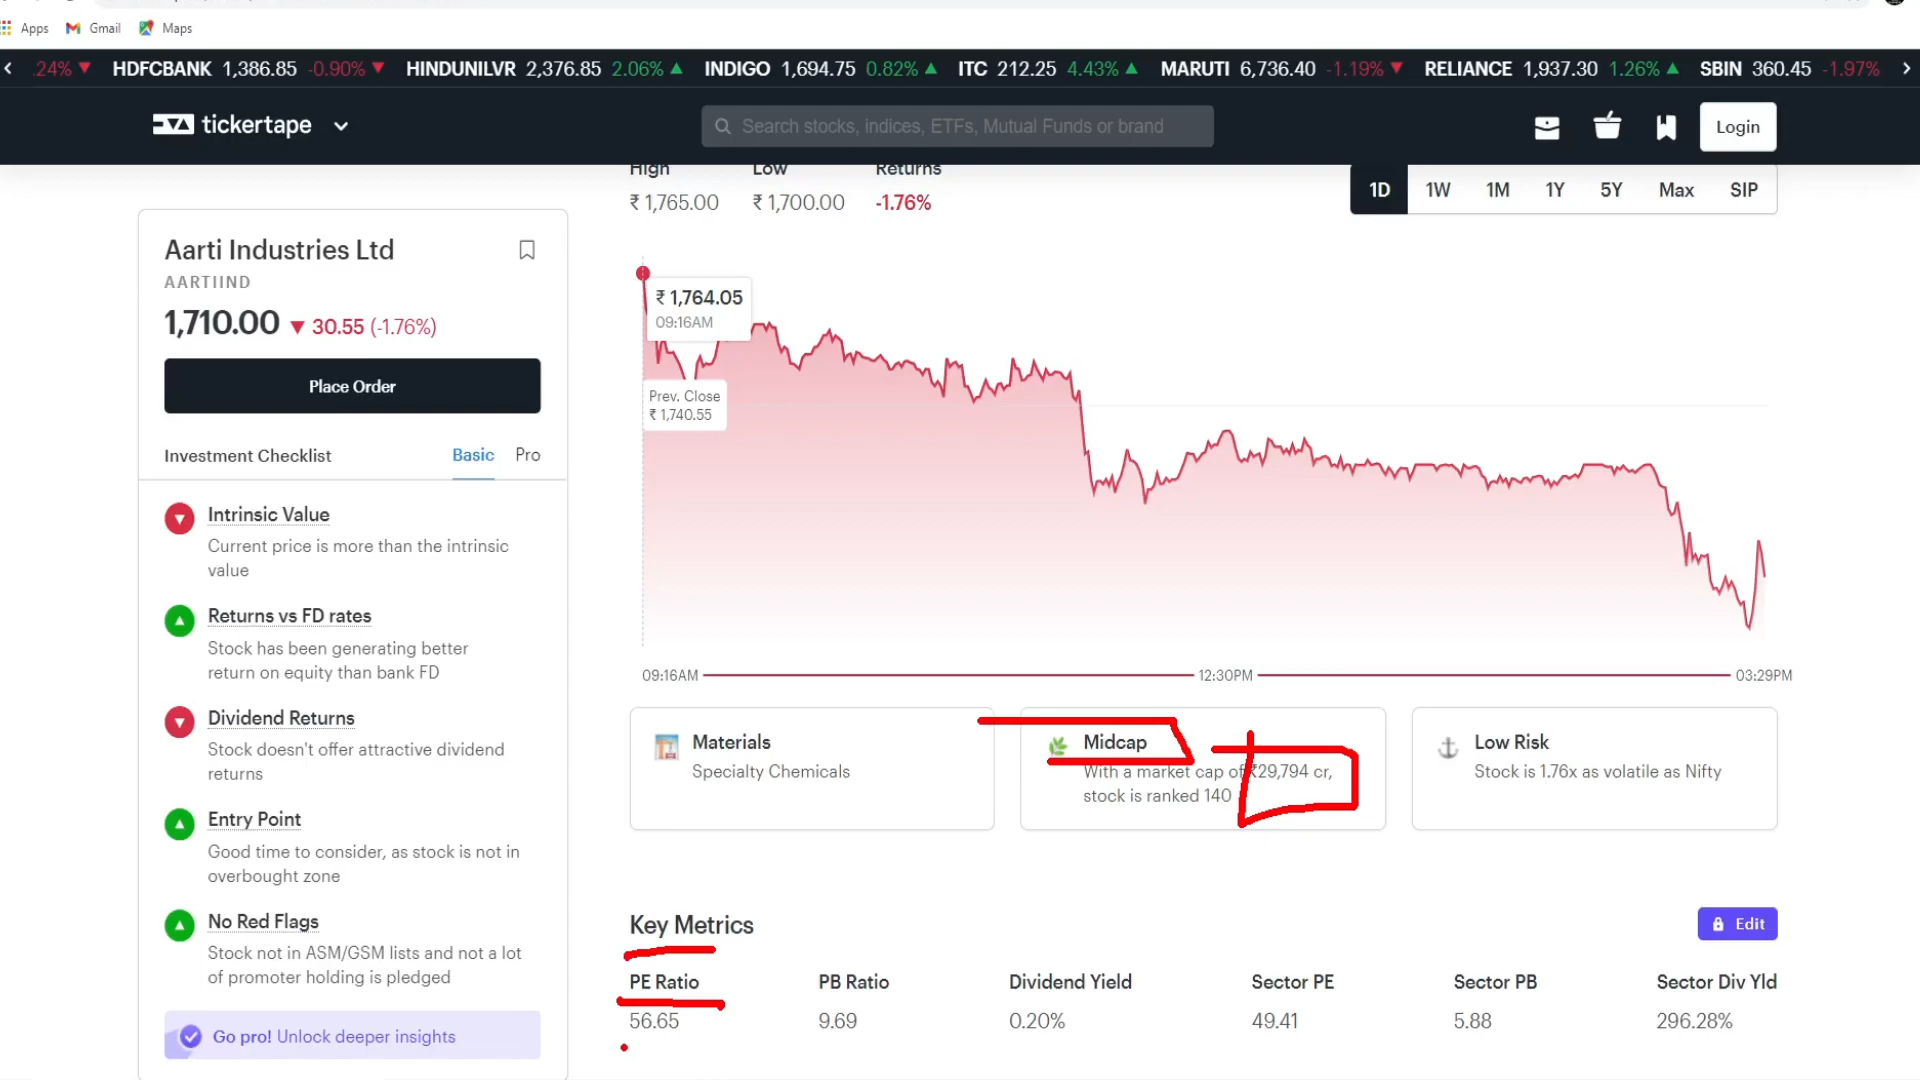 Apps Gmail Maps
.24% HDFCBANK 1,386.85 -0.90% HINDUNILVR 2,376.85 2.06% INDIGO 1,694.75 0.82% ITC 212.25 4.43% MARUTI 6,736.40 -1.19% RELIANCE 1,937.30 1.26% SBIN 360.45 -1.97%
tickertape
Search stocks, indices, ETFs, Mutual Funds or brand
Login
High Low Returns
₹ 1,765.00 ₹ 1,700.00 -1.76%
1D 1W 1M 1Y 5Y Max SIP
Aarti Industries Ltd
AARTIIND
1,710.00 30.55 (-1.76%)
Place Order
Investment Checklist Basic Pro
Intrinsic Value
Current price is more than the intrinsic
value
Returns vs FD rates
Stock has been generating better
return on equity than bank FD
Dividend Returns
Stock doesn't offer attractive dividend
returns
Entry Point
Good time to consider, as stock is not in
overbought zone
No Red Flags
Stock not in ASM/GSM lists and not a lot
of promoter holding is pledged
Go pro! Unlock deeper insights
₹ 1,764.05
09:16AM
Prev. Close
₹ 1,740.55
09:16AM 12:30PM 03:29PM
Materials
Specialty Chemicals
Midcap
With a market cap of ₹29,794 cr,
stock is ranked 140
Low Risk
Stock is 1.76x as volatile as Nifty
Key Metrics
Edit
PE Ratio PB Ratio Dividend Yield Sector PE Sector PB Sector Div Yld
56.65 9.69 0.20% 49.41 5.88 296.28%